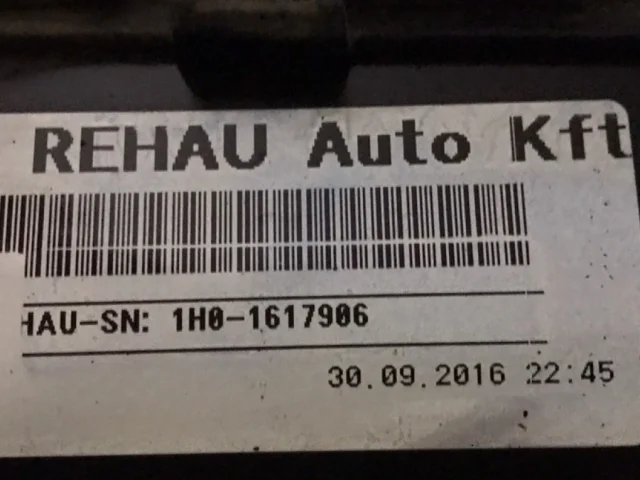 REHAU Auto Kft
HAU-SN: 1H0-1617906
30.09.2016 22:45